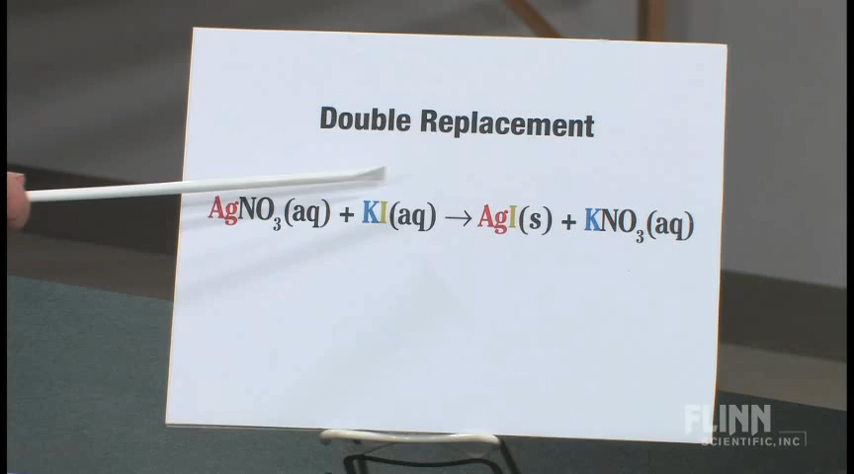 Double Replacement
AgNO₃(aq) + KI(aq) → AgI(s) + KNO₃(aq)
FLINN
SCIENTIFIC, INC